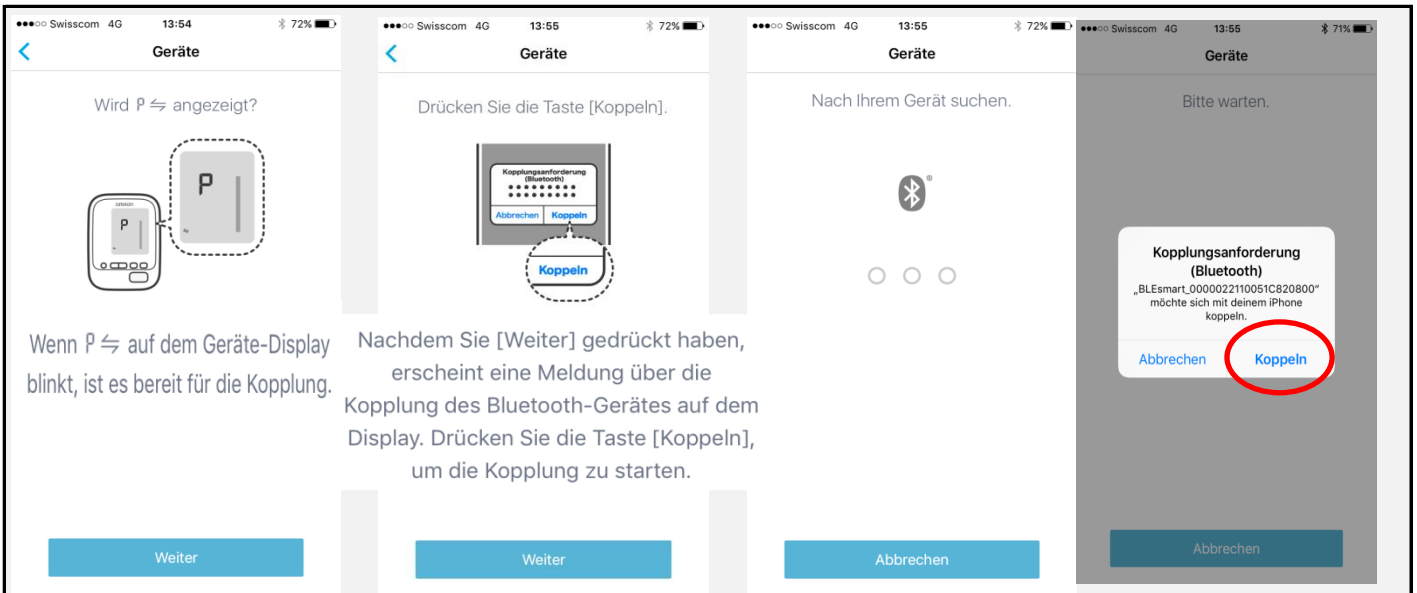 ●●●○○ Swisscom 4G 13:54 72%
Geräte
Wird P ⇋ angezeigt?
P
omron
P
Wenn P ⇋ auf dem Geräte-Display
blinkt, ist es bereit für die Kopplung.
Weiter
●●●○○ Swisscom 4G 13:55 72%
Geräte
Drücken Sie die Taste [Koppeln].
Kopplungsanforderung
(Bluetooth)
Abbrechen Koppeln
Koppeln
Nachdem Sie [Weiter] gedrückt haben,
erscheint eine Meldung über die
Kopplung des Bluetooth-Gerätes auf dem
Display. Drücken Sie die Taste [Koppeln],
um die Kopplung zu starten.
Weiter
●●●○○ Swisscom 4G 13:55 72%
Geräte
Nach Ihrem Gerät suchen.
®
Abbrechen
●●●○○ Swisscom 4G 13:55 71%
Geräte
Bitte warten.
Kopplungsanforderung
(Bluetooth)
„BLEsmart_0000022110051C820800“
möchte sich mit deinem iPhone
koppeln.
Abbrechen Koppeln
Abbrechen